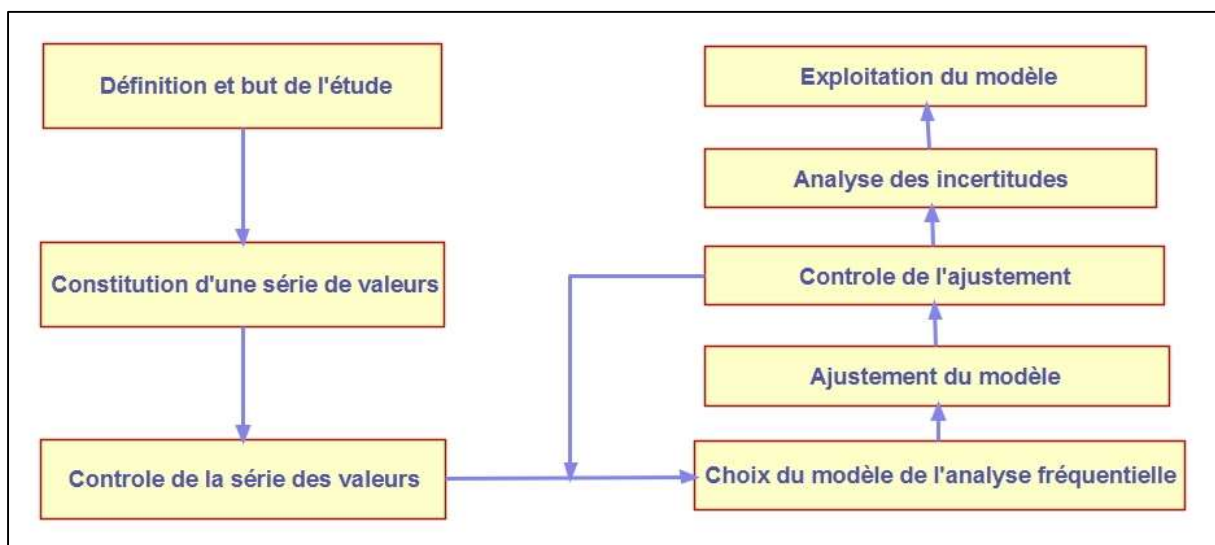 Définition et but de l'étude
Constitution d'une série de valeurs
Controle de la série des valeurs
Exploitation du modèle
Analyse des incertitudes
Controle de l'ajustement
Ajustement du modèle
Choix du modèle de l'analyse fréquentielle